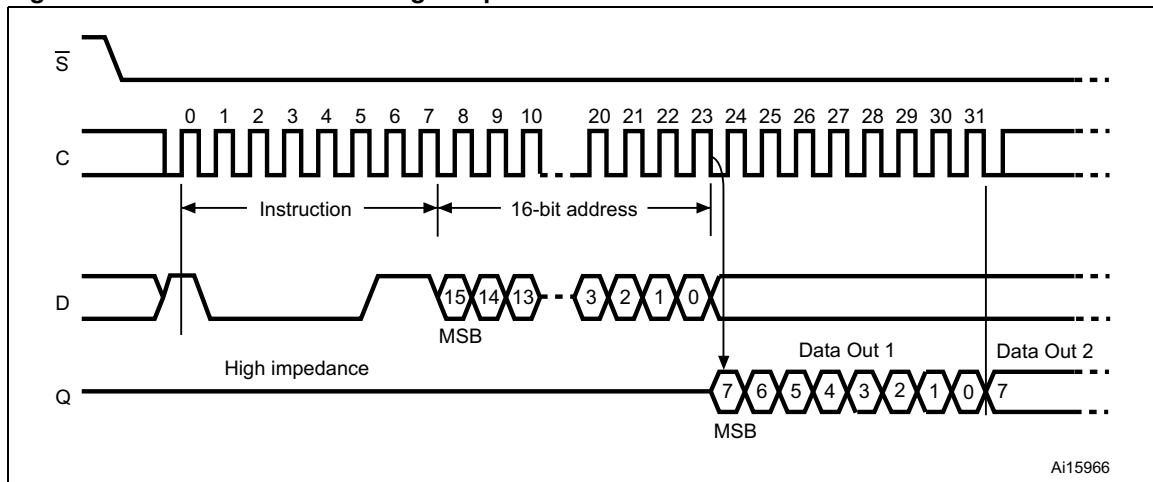 S
0 1 2 3 4 5 6 7 8 9 10 20 21 22 23 24 25 26 27 28 29 30 31
C
Instruction 16-bit address
D 15 14 13 3 2 1 0
MSB
High impedance Data Out 1 Data Out 2
Q 7 6 5 4 3 2 1 0 7
MSB
Ai15966